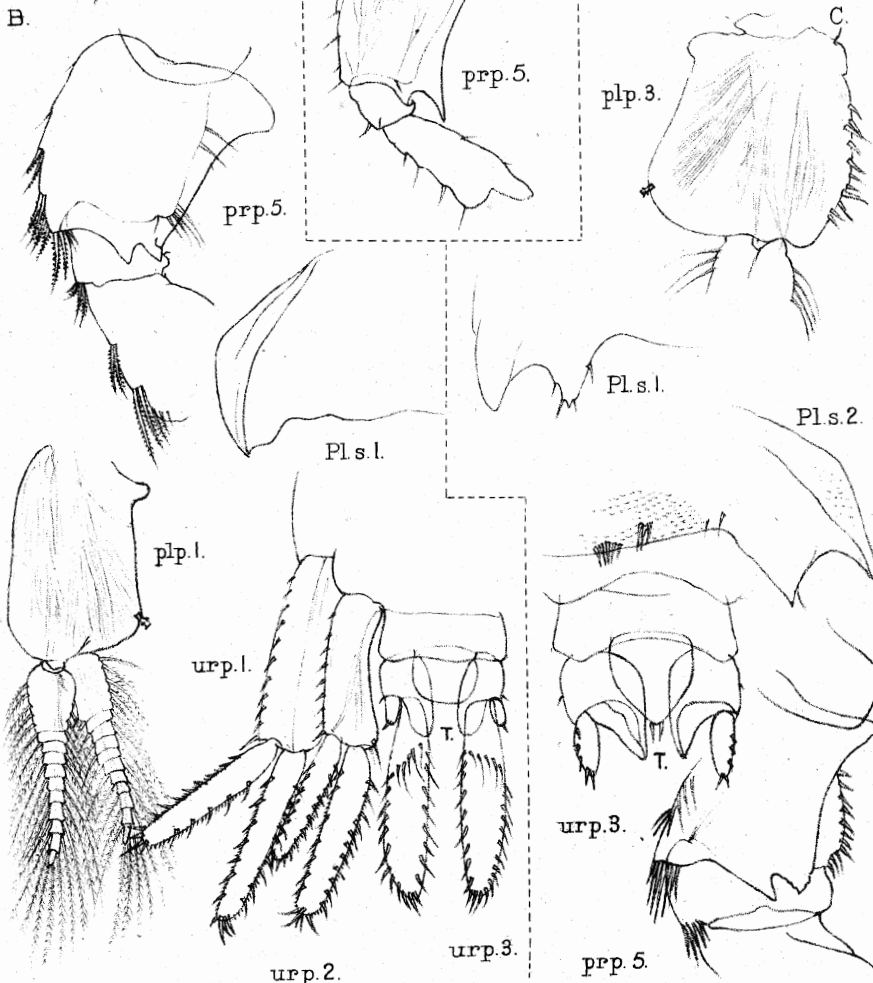 B.
C.
prp.5.
plp.3.
prp.5.
Pl.s.1.
Pl.s.2.
Pl.s.1.
plp.1.
urp.1.
T.
T.
urp.3.
urp.3.
prp.5.
urp.2.